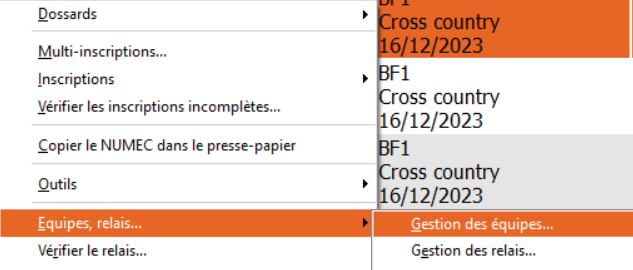 Dossards
Multi-inscriptions...
Inscriptions
Vérifier les inscriptions incomplètes...
Copier le NUMEC dans le presse-papier
Outils
Equipes, relais...
Vérifier le relais...
BF1
Cross country
16/12/2023
BF1
Cross country
16/12/2023
BF1
Cross country
16/12/2023
Gestion des équipes...
Gestion des relais...